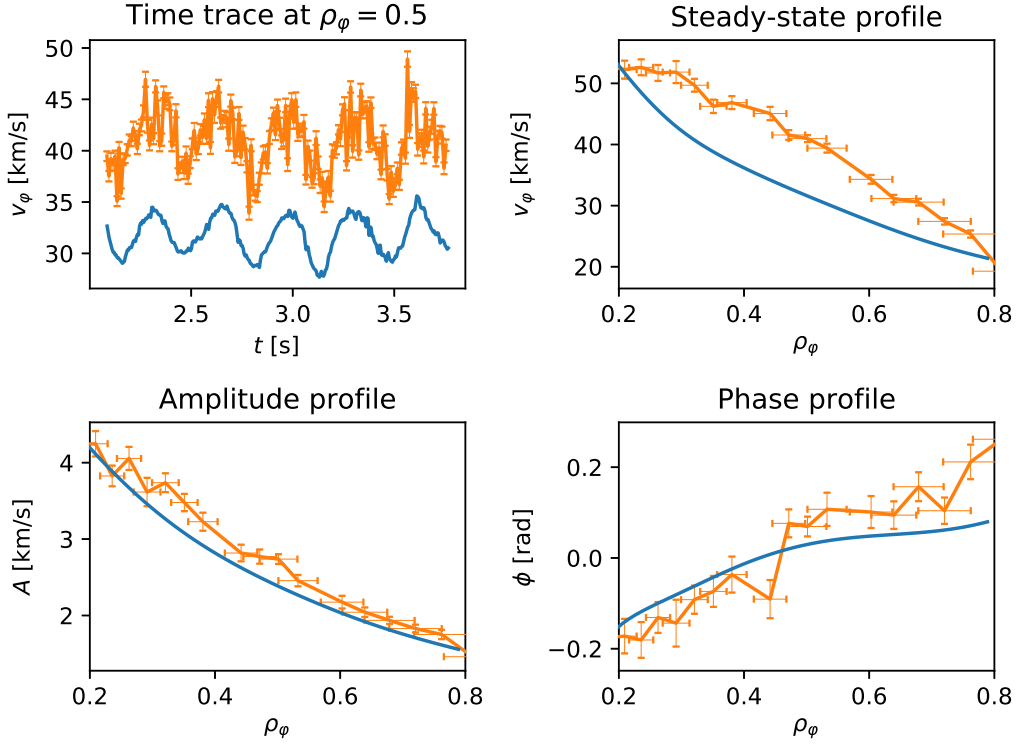 Time trace at ρφ = 0.5
50
45
40
35
30
vφ [km/s]
2.5 3.0 3.5
t [s]
Steady-state profile
50
40
30
20
vφ [km/s]
0.2 0.4 0.6 0.8
ρφ
Amplitude profile
4
3
2
A [km/s]
0.2 0.4 0.6 0.8
ρφ
Phase profile
0.2
0.0
−0.2
ϕ [rad]
0.2 0.4 0.6 0.8
ρφ